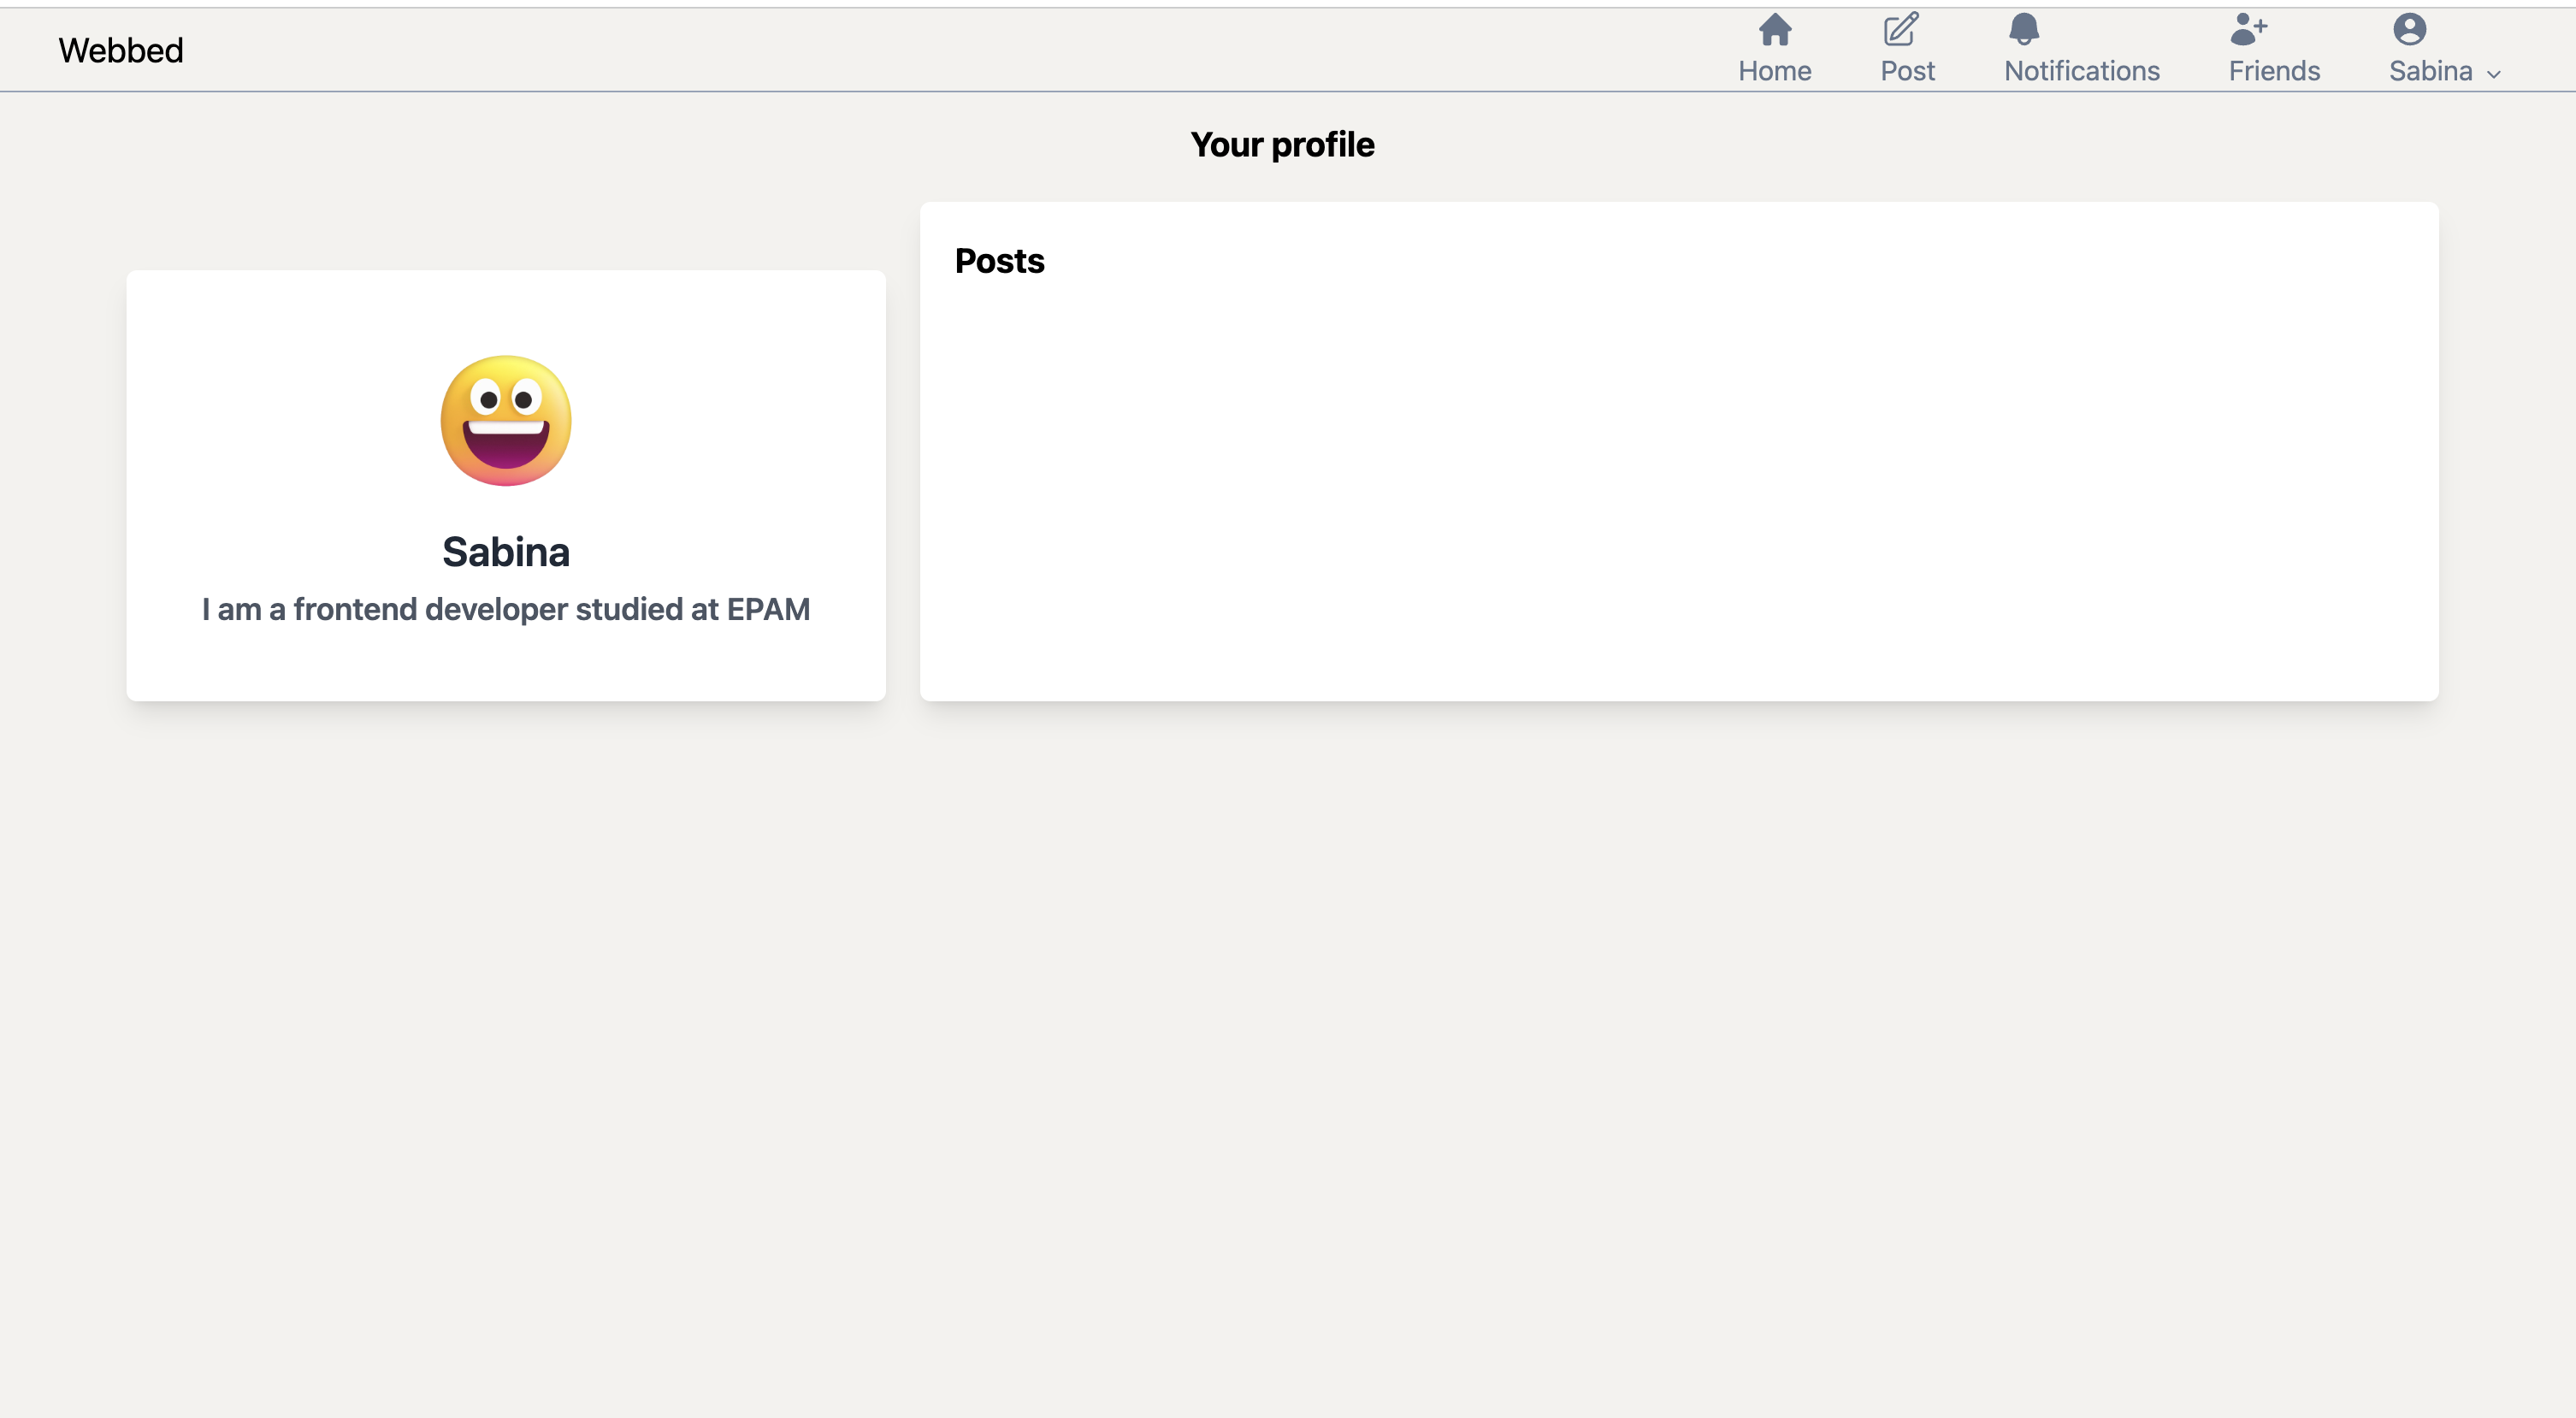 Webbed
Home
Post
Notifications
Friends
Sabina
Your profile
Posts
Sabina
I am a frontend developer studied at EPAM